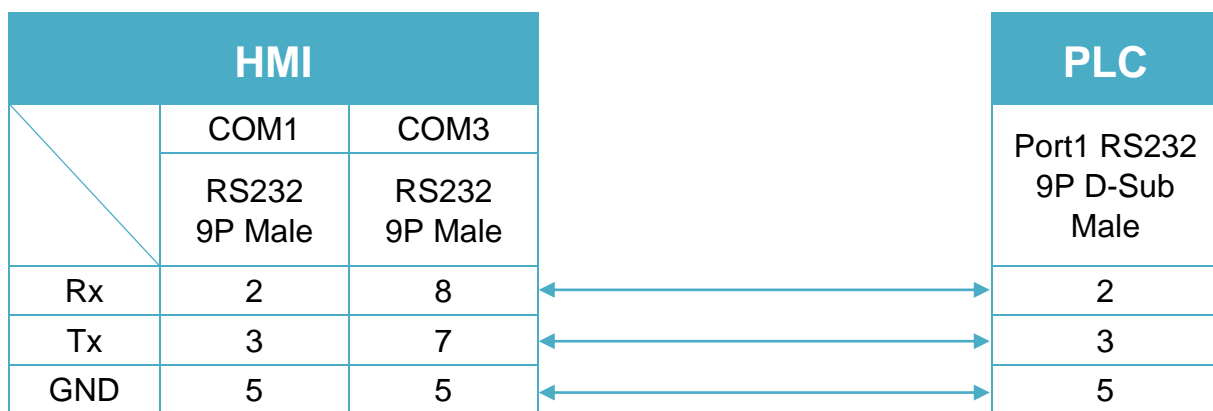 HMI
PLC
COM1 COM3
Port1 RS232
9P D-Sub
Male
RS232 RS232
9P Male 9P Male
Rx 2 8 2
Tx 3 7 3
GND 5 5 5